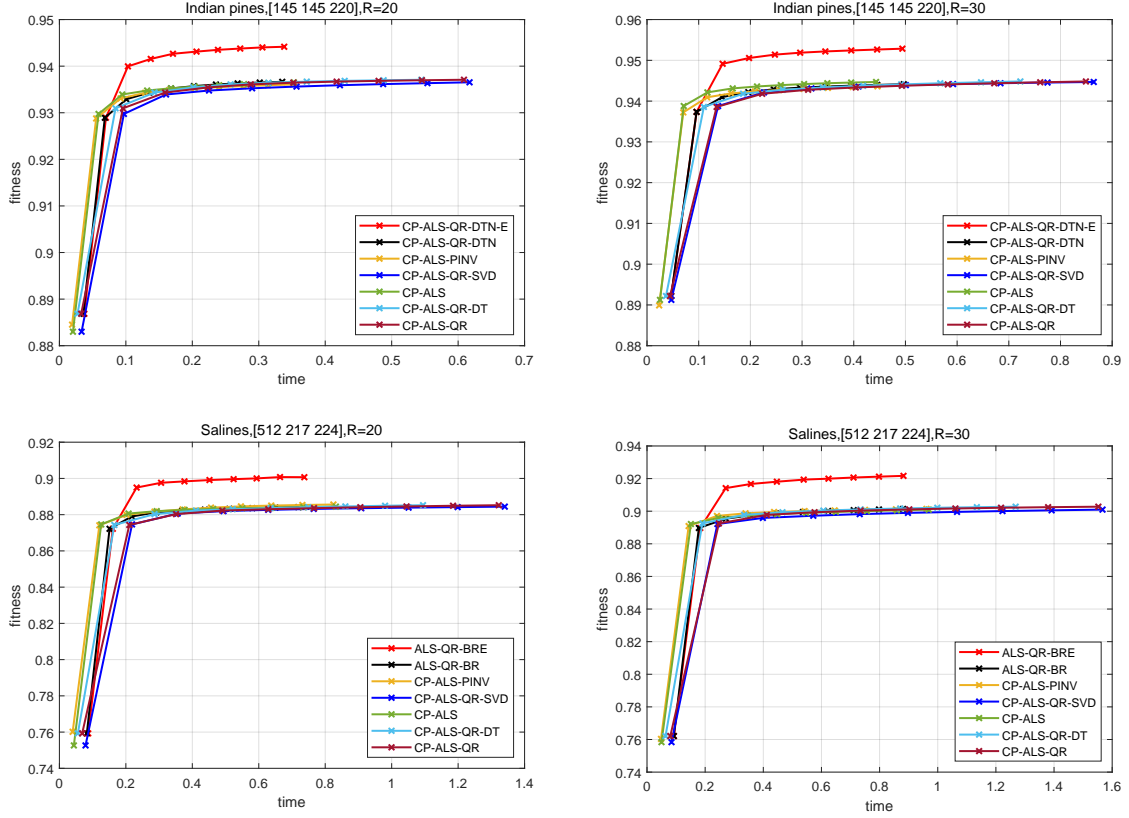 Indian pines,[145 145 220],R=20
0.95
0.94
0.93
0.92
0.91
0.9
0.89
0.88
fitness
0
0.1
0.2
0.3
0.4
0.5
0.6
0.7
time
CP-ALS-QR-DTN-E
CP-ALS-QR-DTN
CP-ALS-PINV
CP-ALS-QR-SVD
CP-ALS
CP-ALS-QR-DT
CP-ALS-QR
Indian pines,[145 145 220],R=30
0.96
0.95
0.94
0.93
0.92
0.91
0.9
0.89
0.88
fitness
0
0.1
0.2
0.3
0.4
0.5
0.6
0.7
0.8
0.9
time
CP-ALS-QR-DTN-E
CP-ALS-QR-DTN
CP-ALS-PINV
CP-ALS-QR-SVD
CP-ALS
CP-ALS-QR-DT
CP-ALS-QR
Salines,[512 217 224],R=20
0.92
0.9
0.88
0.86
0.84
0.82
0.8
0.78
0.76
0.74
fitness
0
0.2
0.4
0.6
0.8
1
1.2
1.4
time
ALS-QR-BRE
ALS-QR-BR
CP-ALS-PINV
CP-ALS-QR-SVD
CP-ALS
CP-ALS-QR-DT
CP-ALS-QR
Salines,[512 217 224],R=30
0.94
0.92
0.9
0.88
0.86
0.84
0.82
0.8
0.78
0.76
0.74
fitness
0
0.2
0.4
0.6
0.8
1
1.2
1.4
1.6
time
ALS-QR-BRE
ALS-QR-BR
CP-ALS-PINV
CP-ALS-QR-SVD
CP-ALS
CP-ALS-QR-DT
CP-ALS-QR